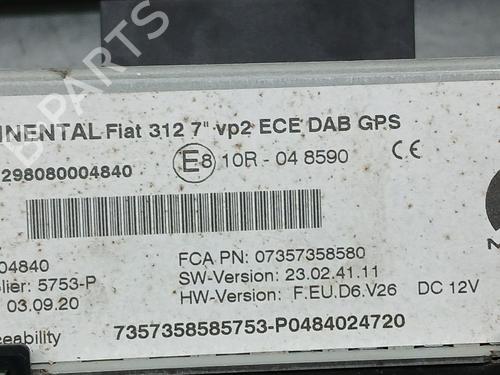 B-PARTS
NENTAL Fiat 312 7" vp2 ECE DAB GPS
298080004840
E8 10R - 04 8590 CE
04840
FCA PN: 07357358580
plier: 5753-P
SW-Version: 23.02.41.11
03.09.20
HW-Version: F.EU.D6.V26 DC 12V
ceability
7357358585753-P0484024720